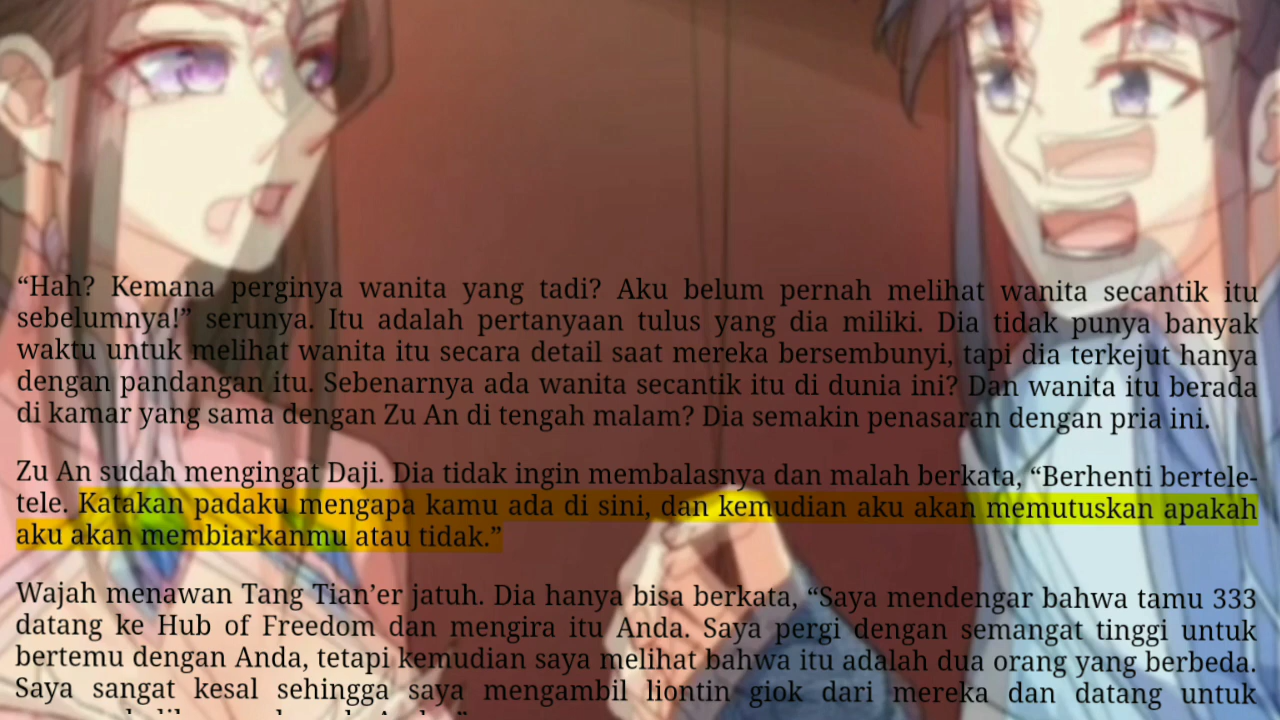 “Hah? Kemana perginya wanita yang tadi? Aku belum pernah melihat wanita secantik itu
sebelumnya!” serunya. Itu adalah pertanyaan tulus yang dia miliki. Dia tidak punya banyak
waktu untuk melihat wanita itu secara detail saat mereka bersembunyi, tapi dia terkejut hanya
dengan pandangan itu. Sebenarnya ada wanita secantik itu di dunia ini? Dan wanita itu berada
di kamar yang sama dengan Zu An di tengah malam? Dia semakin penasaran dengan pria ini.
Zu An sudah mengingat Daji. Dia tidak ingin membalasnya dan malah berkata, “Berhenti bertele-
tele. Katakan padaku mengapa kamu ada di sini, dan kemudian aku akan memutuskan apakah
aku akan membiarkanmu atau tidak.”
Wajah menawan Tang Tian’er jatuh. Dia hanya bisa berkata, “Saya mendengar bahwa tamu 333
datang ke Hub of Freedom dan mengira itu Anda. Saya pergi dengan semangat tinggi untuk
bertemu dengan Anda, tetapi kemudian saya melihat bahwa itu adalah dua orang yang berbeda.
Saya sangat kesal sehingga saya mengambil liontin giok dari mereka dan datang untuk